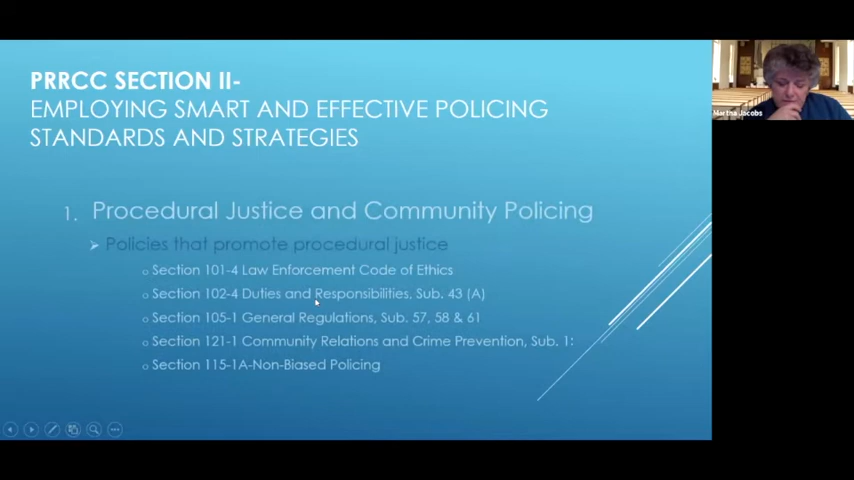 PRRCC SECTION II-
EMPLOYING SMART AND EFFECTIVE POLICING
STANDARDS AND STRATEGIES
1. Procedural Justice and Community Policing
Policies that promote procedural justice
Section 101-4 Law Enforcement Code of Ethics
Section 102-4 Duties and Responsibilities, Sub. 43 (A)
Section 105-1 General Regulations, Sub. 57, 58 & 61
Section 121-1 Community Relations and Crime Prevention, Sub. 1:
Section 115-1A-Non-Biased Policing
Martha Jacobs